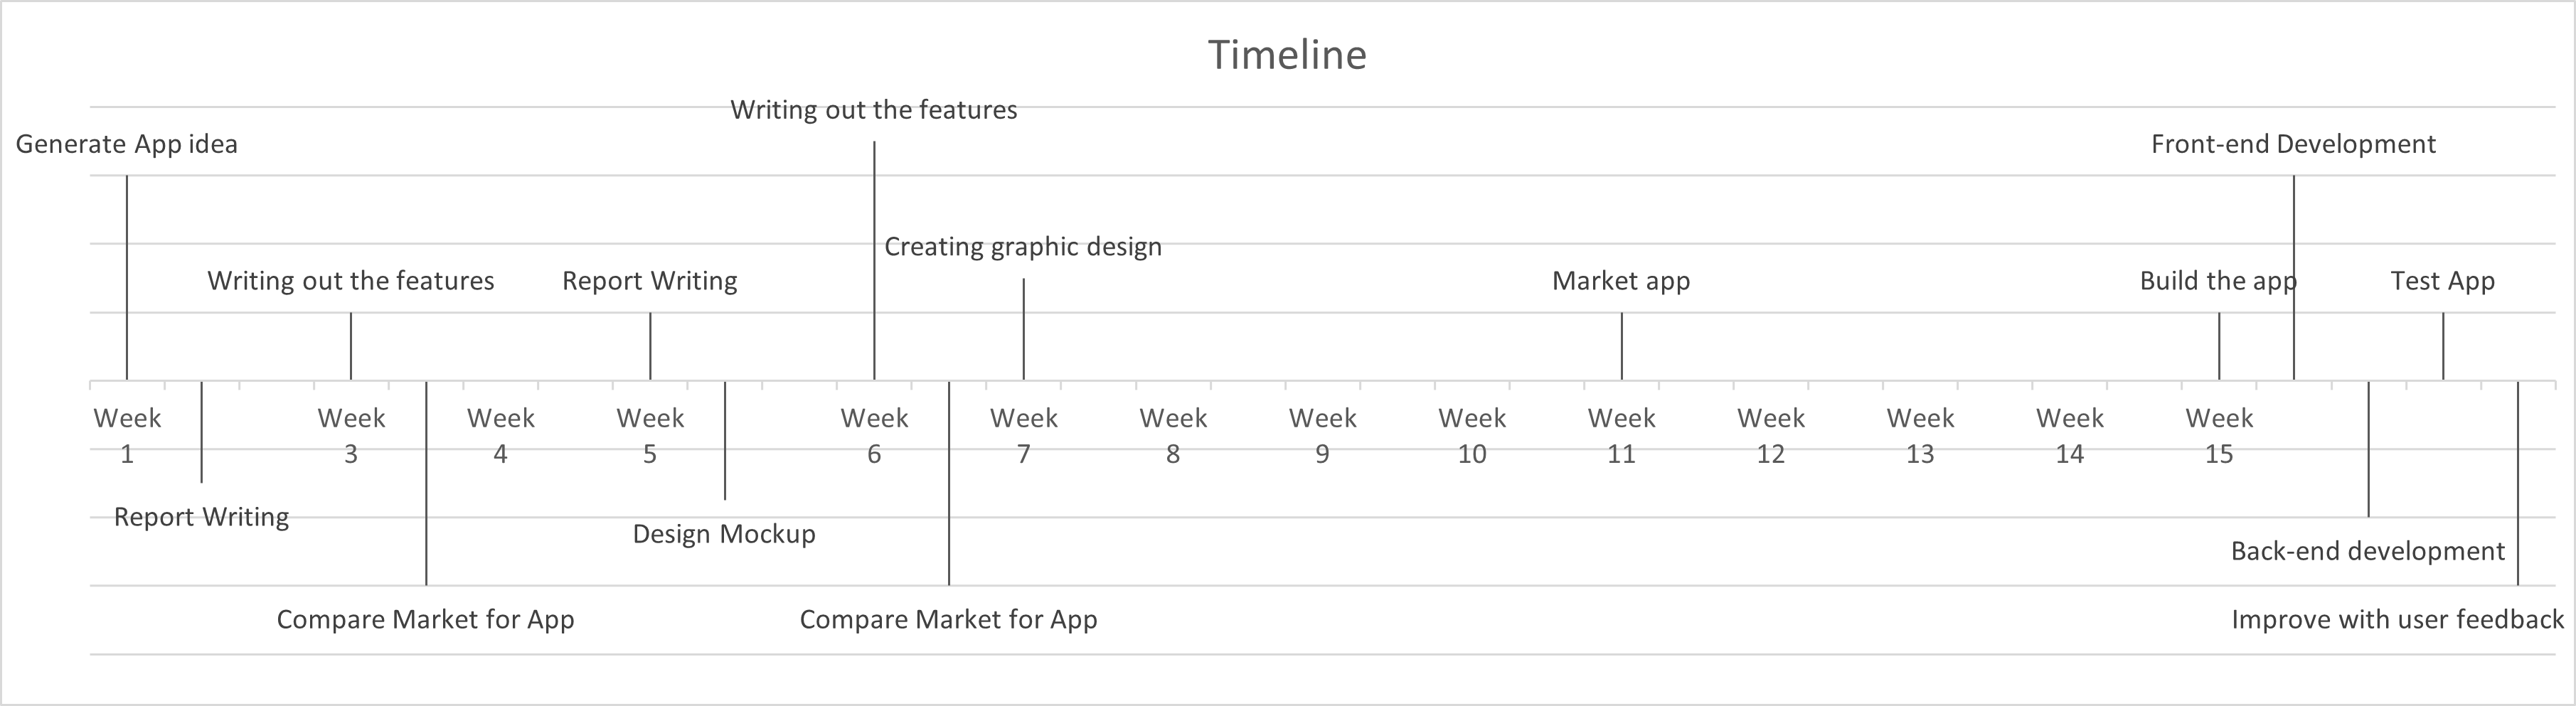 Timeline
Writing out the features
Generate App idea
Front-end Development
Creating graphic design
Writing out the features
Report Writing
Market app
Build the app
Test App
Week 1
Week 3
Week 4
Week 5
Week 6
Week 7
Week 8
Week 9
Week 10
Week 11
Week 12
Week 13
Week 14
Week 15
Report Writing
Design Mockup
Back-end development
Compare Market for App
Compare Market for App
Improve with user feedback